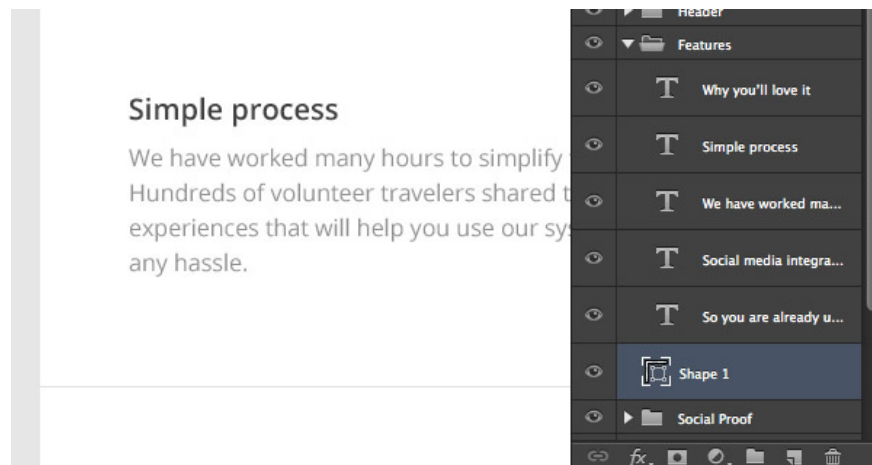 Simple process
We have worked many hours to simplify
Hundreds of volunteer travelers shared
experiences that will help you use our
any hassle.
Header
Features
Why you'll love it
Simple process
We have worked ma...
Social media integra...
So you are already u...
Shape 1
Social Proof
fx